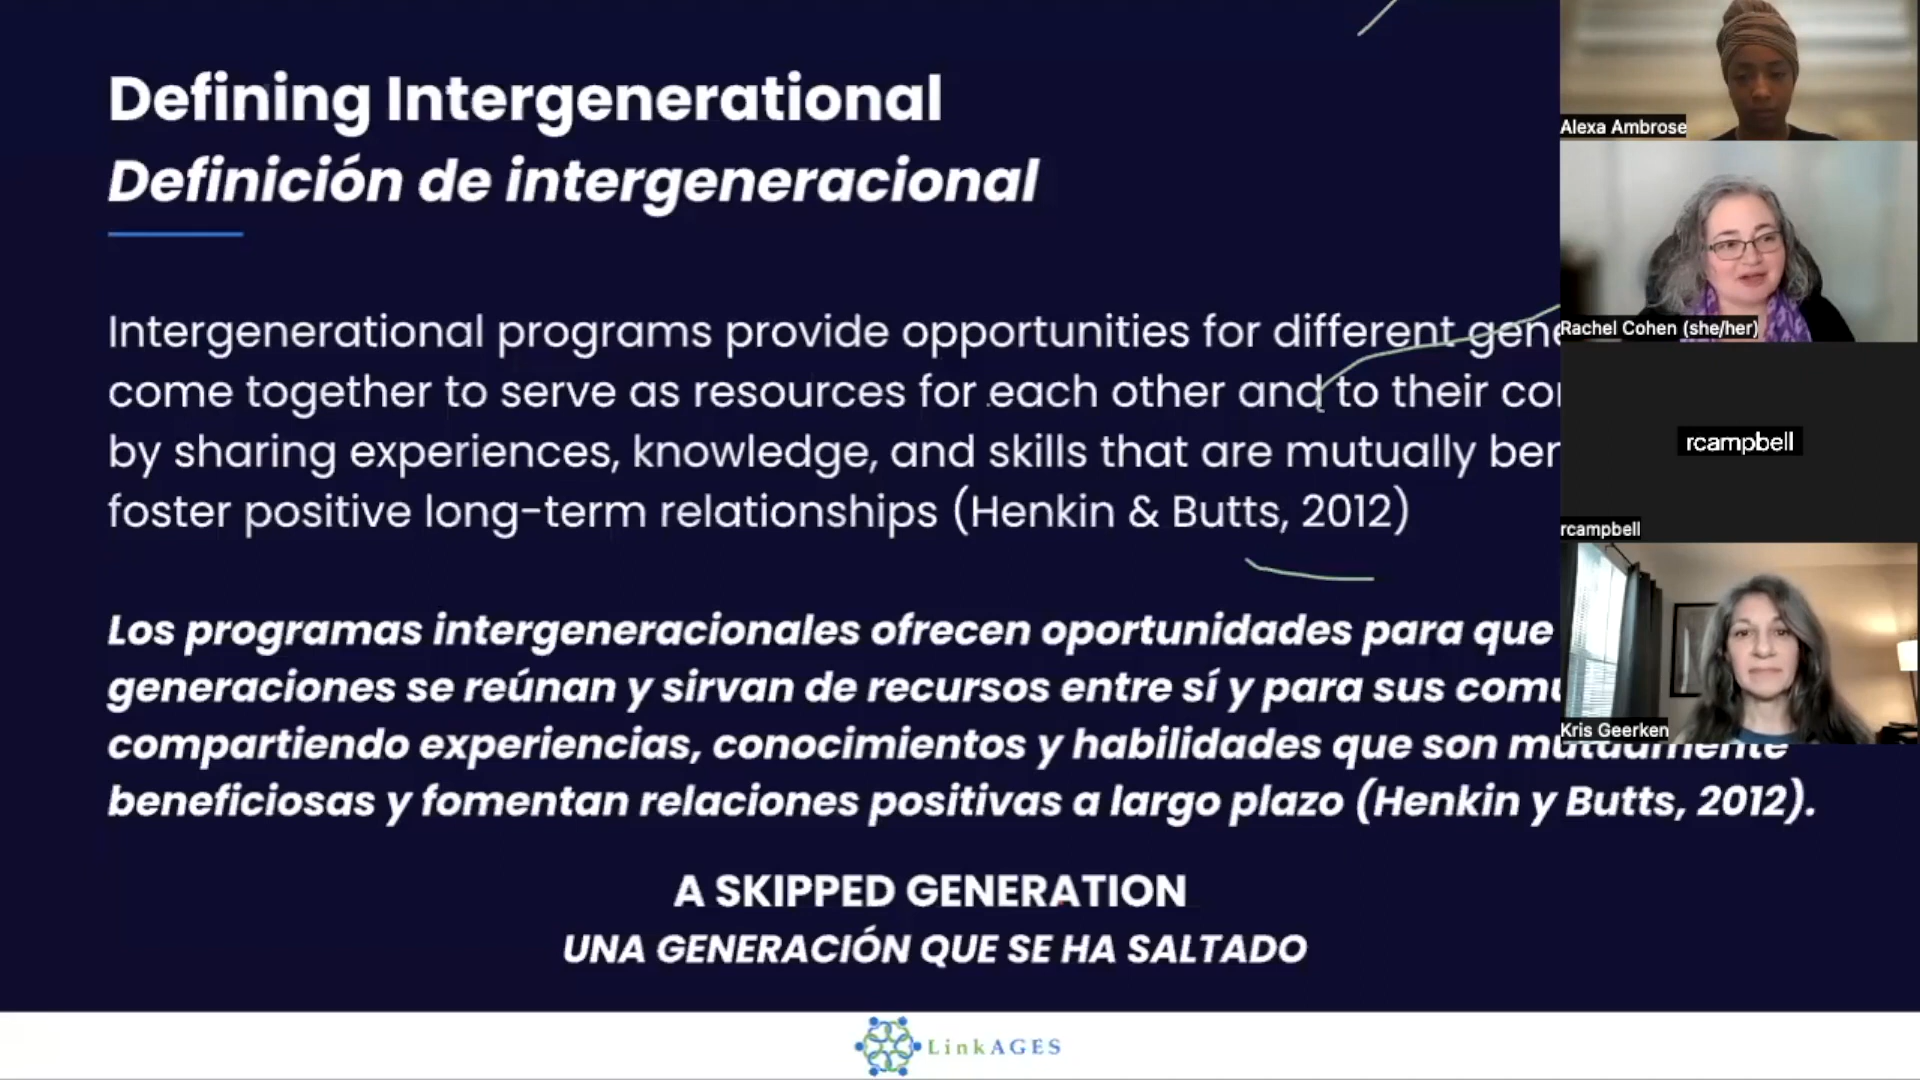 Defining Intergenerational
Definición de intergeneracional
Intergenerational programs provide opportunities for different
come together to serve as resources for each other and to their
by sharing experiences, knowledge, and skills that are mutually
foster positive long-term relationships (Henkin & Butts, 2012)
Los programas intergeneracionales ofrecen oportunidades para que
generaciones se reúnan y sirvan de recursos entre sí y para sus
compartiendo experiencias, conocimientos y habilidades que son mutuamente
beneficiosas y fomentan relaciones positivas a largo plazo (Henkin y Butts, 2012).
A SKIPPED GENERATION
UNA GENERACIÓN QUE SE HA SALTADO
LinkAGES
Alexa Ambrose
Rachel Cohen (she/her)
rcampbell
rcampbell
Kris Geerken